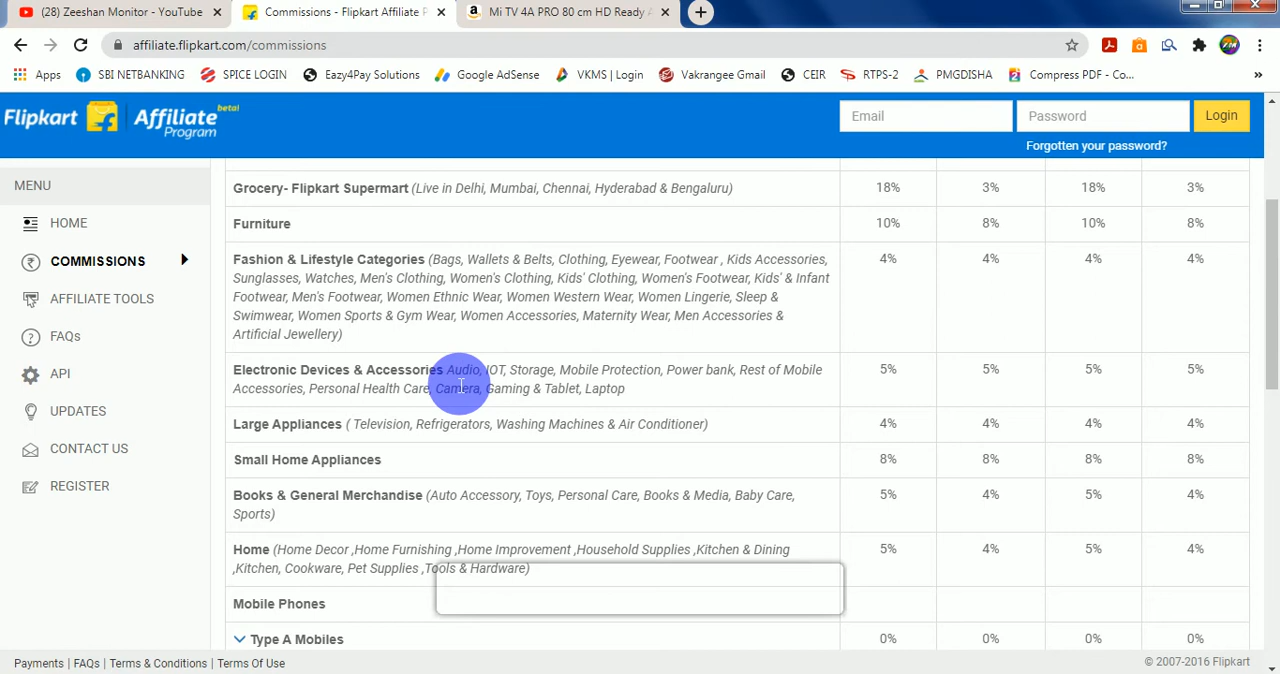 (28) Zeeshan Monitor - YouTube
Commissions - Flipkart Affiliate P
Mi TV 4A PRO 80 cm HD Ready A
affiliate.flipkart.com/commissions
Apps SBI NETBANKING SPICE LOGIN Eazy4Pay Solutions Google AdSense VKMS | Login Vakrangee Gmail CEIR RTPS-2 PMGDISHA Compress PDF - Co... »
Flipkart Affiliate Program beta!
Email Password Login
Forgotten your password?
MENU
HOME
COMMISSIONS
AFFILIATE TOOLS
FAQs
API
UPDATES
CONTACT US
REGISTER
Grocery- Flipkart Supermart (Live in Delhi, Mumbai, Chennai, Hyderabad & Bengaluru) 18% 3% 18% 3%
Furniture 10% 8% 10% 8%
Fashion & Lifestyle Categories (Bags, Wallets & Belts, Clothing, Eyewear, Footwear , Kids Accessories, 4% 4% 4% 4%
Sunglasses, Watches, Men's Clothing, Women's Clothing, Kids' Clothing, Women's Footwear, Kids' & Infant
Footwear, Men's Footwear, Women Ethnic Wear, Women Western Wear, Women Lingerie, Sleep &
Swimwear, Women Sports & Gym Wear, Women Accessories, Maternity Wear, Men Accessories &
Artificial Jewellery)
Electronic Devices & Accessories Audio, IOT, Storage, Mobile Protection, Power bank, Rest of Mobile 5% 5% 5% 5%
Accessories, Personal Health Care, Camera, Gaming & Tablet, Laptop
Large Appliances ( Television, Refrigerators, Washing Machines & Air Conditioner) 4% 4% 4% 4%
Small Home Appliances 8% 8% 8% 8%
Books & General Merchandise (Auto Accessory, Toys, Personal Care, Books & Media, Baby Care, 5% 4% 5% 4%
Sports)
Home (Home Decor ,Home Furnishing ,Home Improvement ,Household Supplies ,Kitchen & Dining 5% 4% 5% 4%
,Kitchen, Cookware, Pet Supplies ,Tools & Hardware)
Mobile Phones
Type A Mobiles 0% 0% 0% 0%
Payments | FAQs | Terms & Conditions | Terms Of Use
© 2007-2016 Flipkart